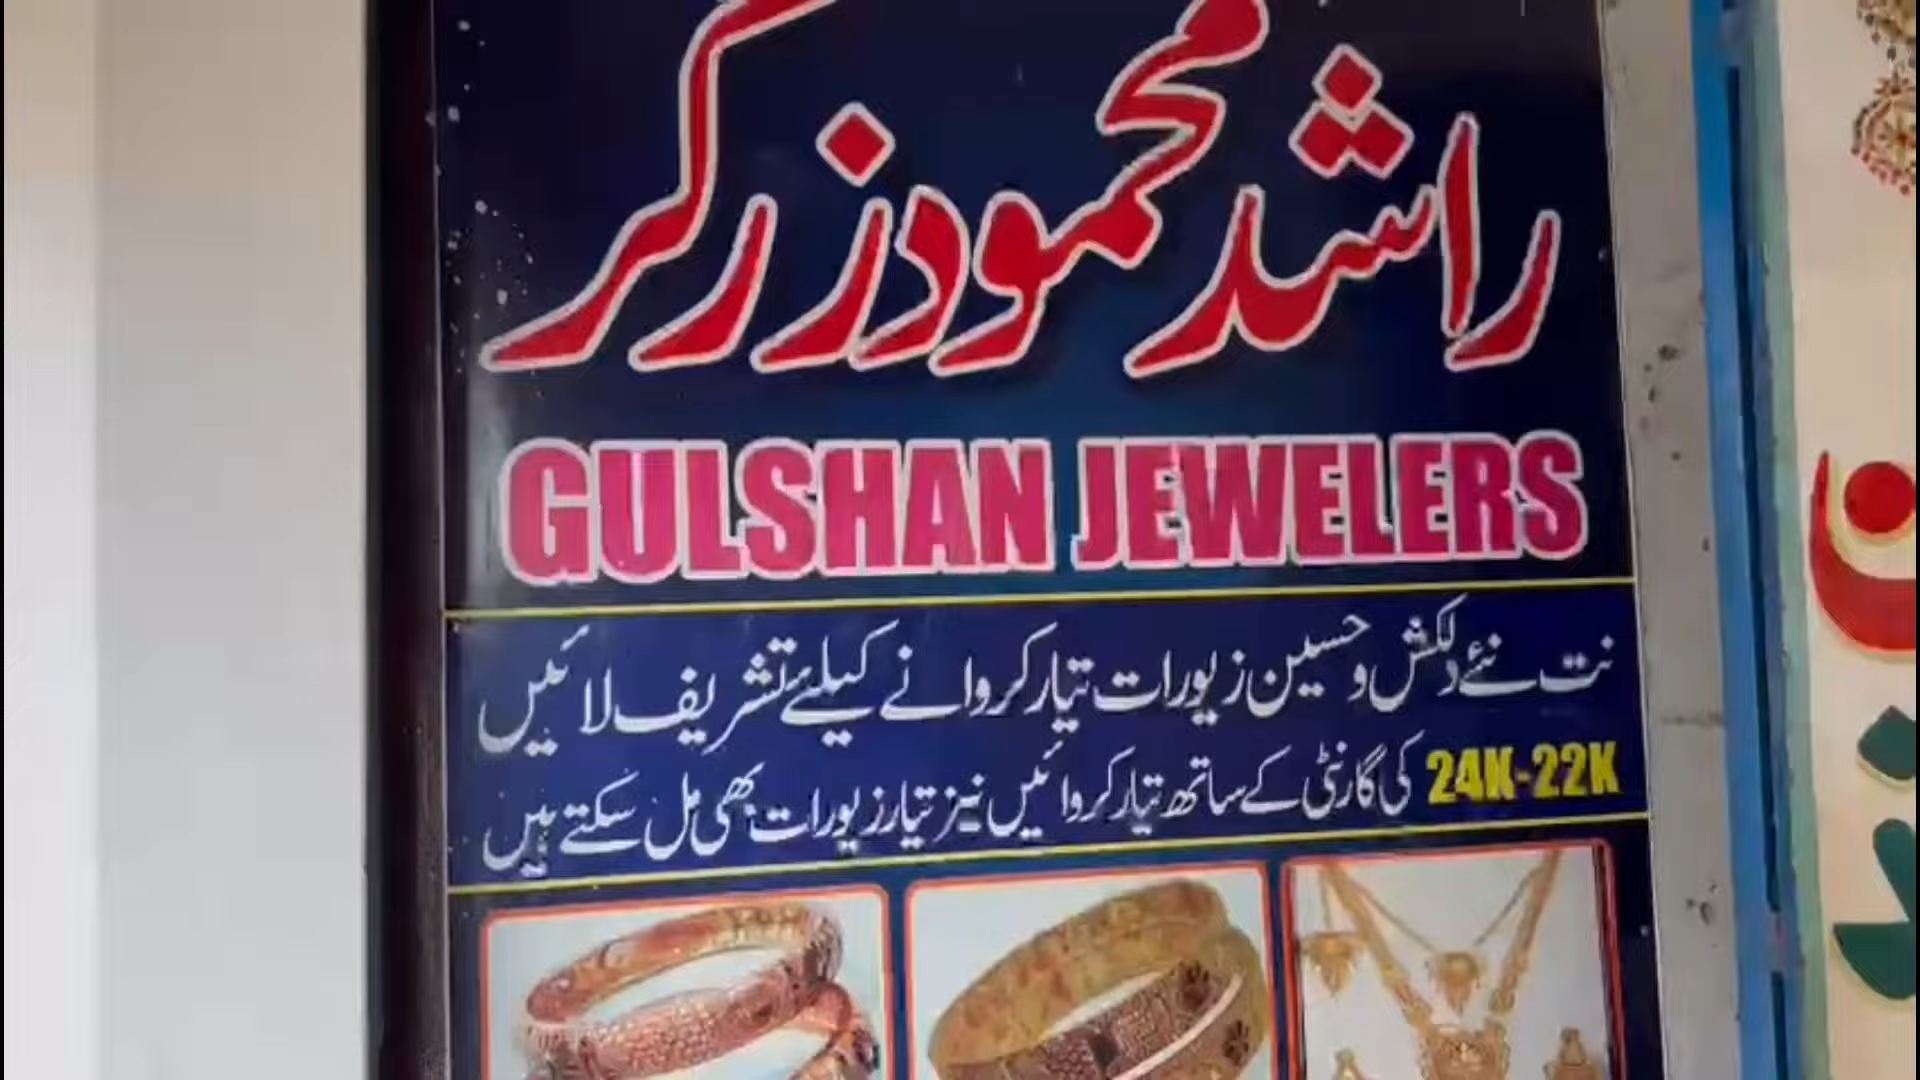 راشد محمود زرگر
GULSHAN JEWELERS
نت نئے دلکش و حسین زیورات تیار کروانے کیلئے تشریف لائیں
24K-22K کی گارنٹی کے ساتھ تیار کروائیں نیز تیار زیورات بھی مل سکتے ہیں